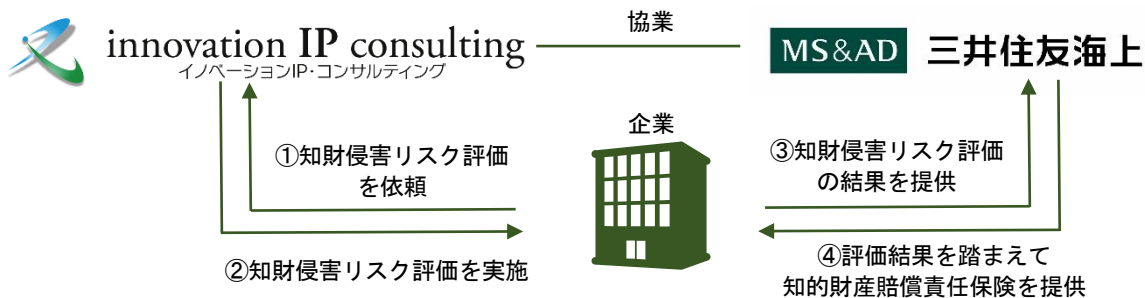 innovation IP consulting
イノベーションIP・コンサルティング
協業
MS&AD 三井住友海上
企業
①知財侵害リスク評価
を依頼
②知財侵害リスク評価を実施
③知財侵害リスク評価
の結果を提供
④評価結果を踏まえて
知的財産賠償責任保険を提供